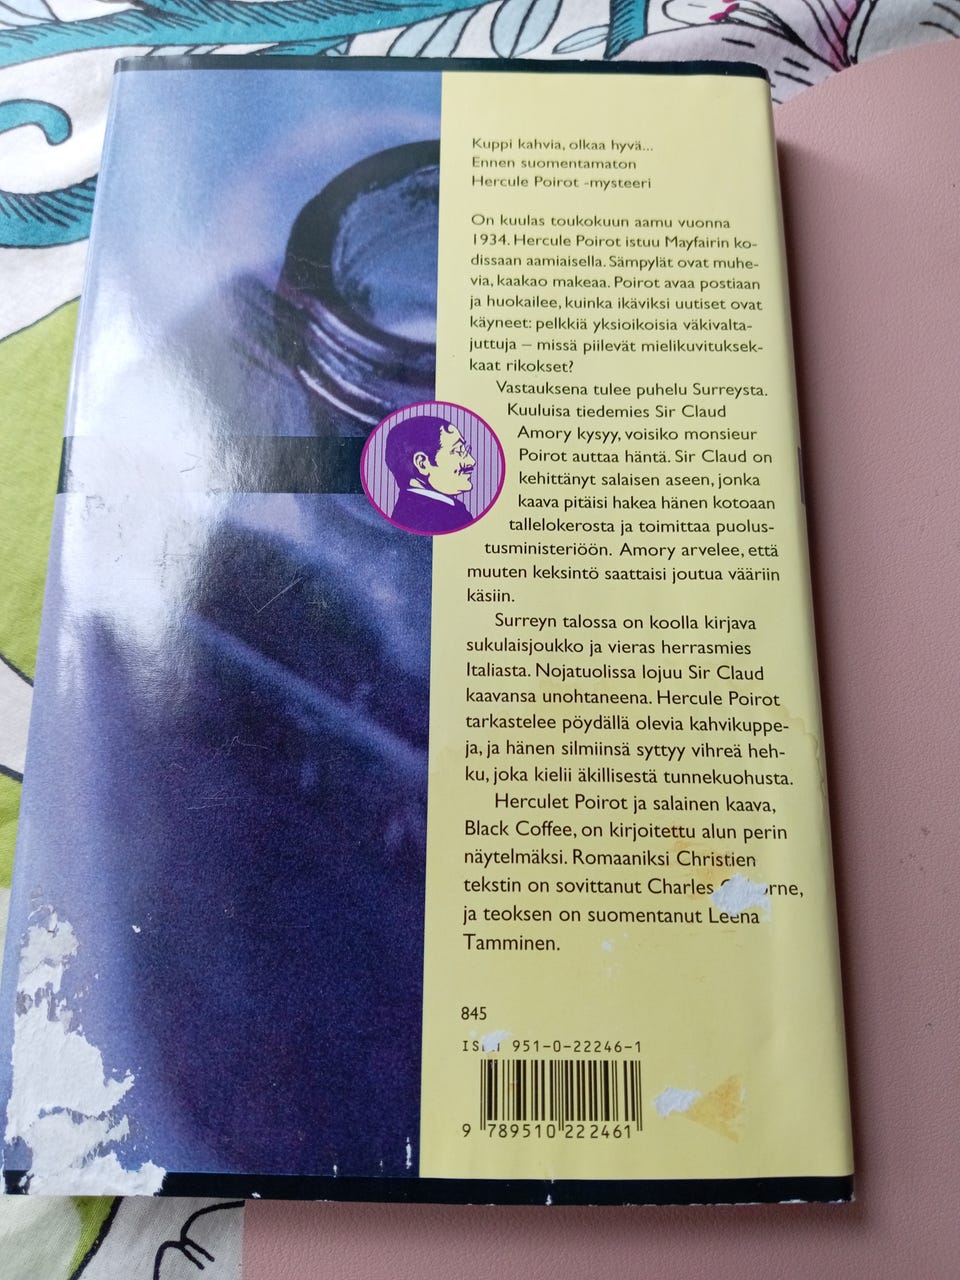 Kuppi kahvia, olkaa hyvä...
Ennen suomentamaton
Hercule Poirot -mysteeri
On kuulas toukokuun aamu vuonna
1934. Hercule Poirot istuu Mayfairin ko-
dissaan aamiaisella. Sämpylät ovat muhe-
via, kaakao makeaa. Poirot avaa postiaan
ja huokailee, kuinka ikäviksi uutiset ovat
käyneet: pelkkiä yksioikoisia väkivalta-
juttuja – missä piilevät mielikuvituksek-
kaat rikokset?
Vastauksena tulee puhelu Surreysta.
Kuuluisa tiedemies Sir Claud
Amory kysyy, voisiko monsieur
Poirot auttaa häntä. Sir Claud on
kehittänyt salaisen aseen, jonka
kaava pitäisi hakea hänen kotoaan
tallelokerosta ja toimittaa puolus-
tusministeriöön. Amory arvelee, että
muuten keksintö saattaisi joutua vääriin
käsiin.
Surreyn talossa on koolla kirjava
sukulaisjoukko ja vieras herrasmies
Italiasta. Nojatuolissa lojuu Sir Claud
kaavansa unohtaneena. Hercule Poirot
tarkastelee pöydällä olevia kahvikuppe-
ja, ja hänen silmiinsä syttyy vihreä heh-
ku, joka kielii äkillisestä tunnekuohusta.
Herculet Poirot ja salainen kaava,
Black Coffee, on kirjoitettu alun perin
näytelmäksi. Romaaniksi Christien
tekstin on sovittanut Charles
ja teoksen on suomentanut Leena
Tamminen.
845
ISBN 951-0-22246-1
9 789510 222461